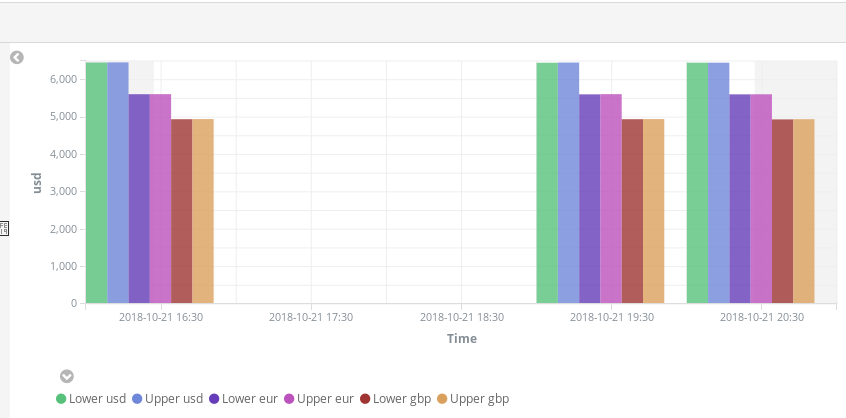 6,000
5,000
4,000
3,000
2,000
1,000
0
usd
2018-10-21 16:30 2018-10-21 17:30 2018-10-21 18:30 2018-10-21 19:30 2018-10-21 20:30
Time
Lower usd Upper usd Lower eur Upper eur Lower gbp Upper gbp